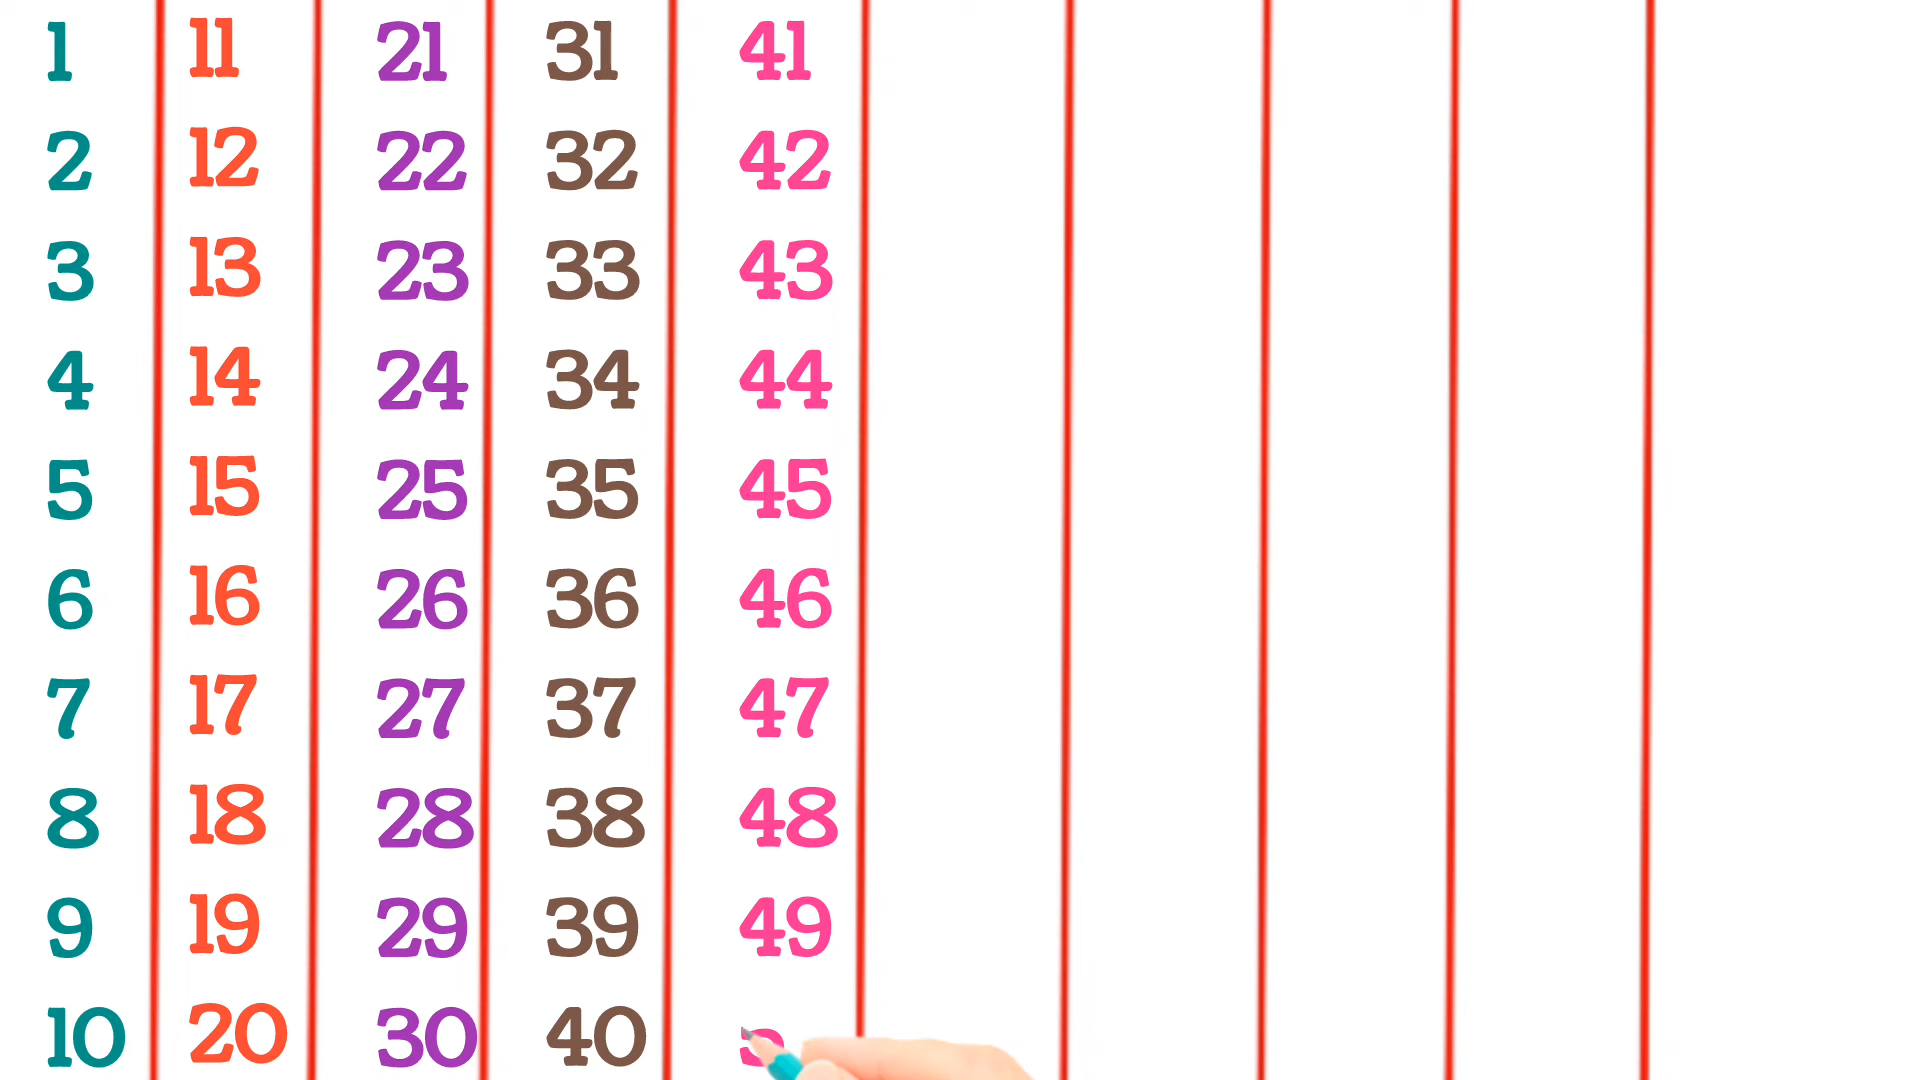 1 11 21 31 41
2 12 22 32 42
3 13 23 33 43
4 14 24 34 44
5 15 25 35 45
6 16 26 36 46
7 17 27 37 47
8 18 28 38 48
9 19 29 39 49
10 20 30 40